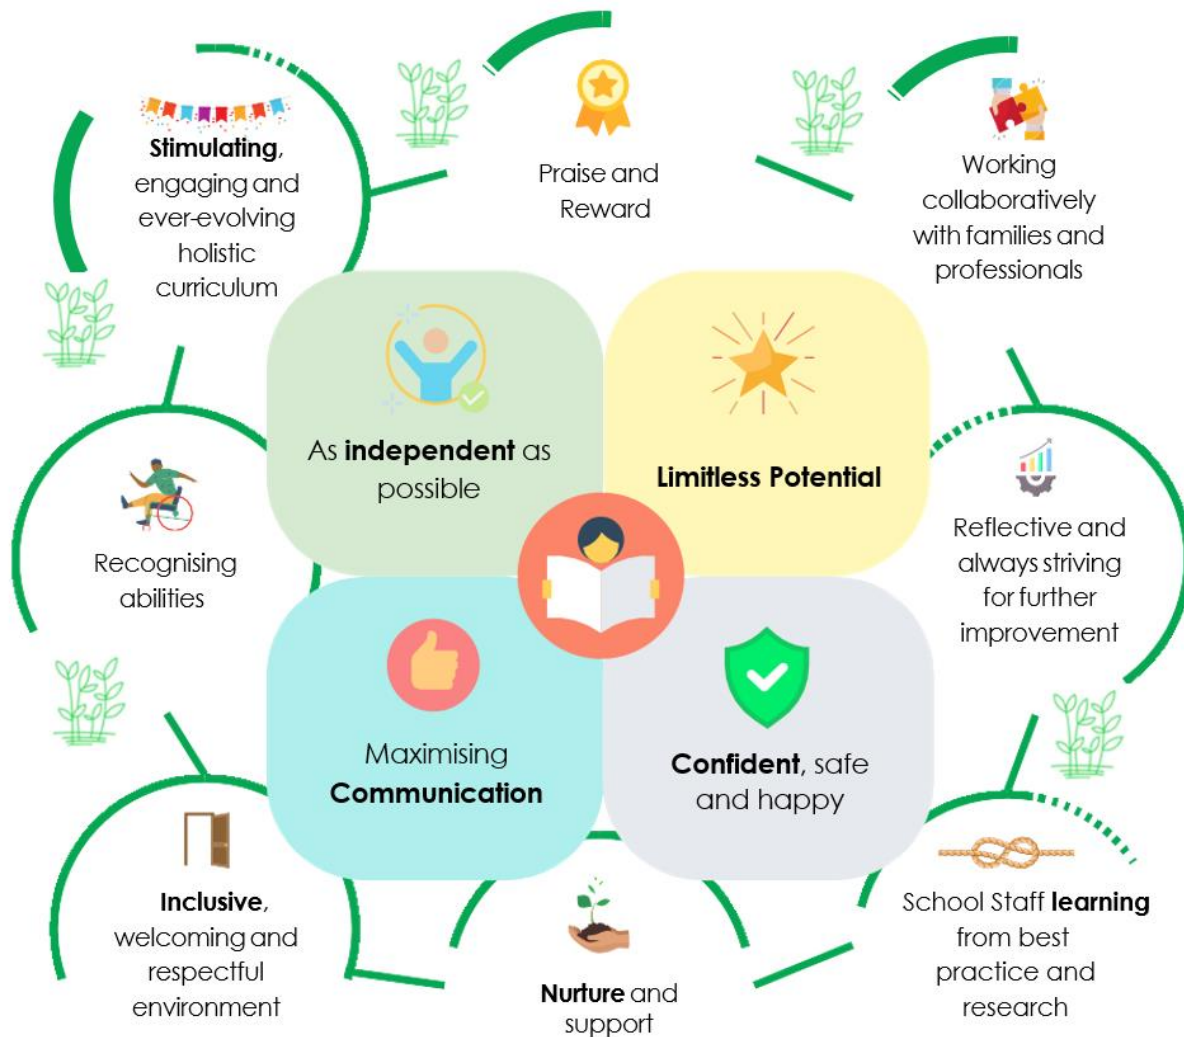 Stimulating,
engaging and
ever-evolving
holistic
curriculum
Praise and
Reward
Working
collaboratively
with families and
professionals
As independent as
possible
Limitless Potential
Recognising
abilities
Reflective and
always striving
for further
improvement
Maximising
Communication
Confident, safe
and happy
Inclusive,
welcoming and
respectful
environment
Nurture and
support
School Staff learning
from best
practice and
research